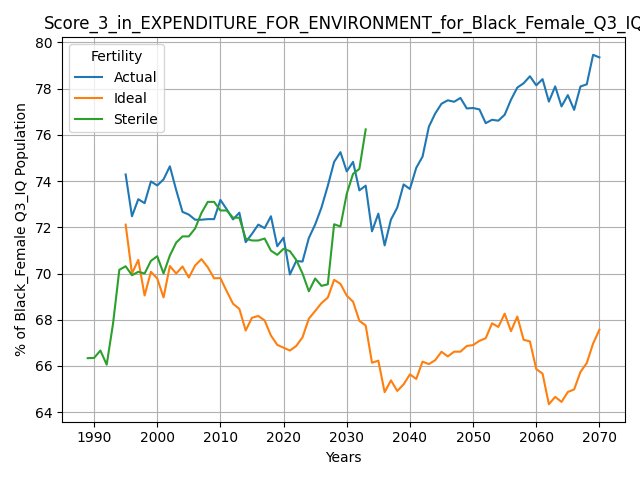 Score_3_in_EXPENDITURE_FOR_ENVIRONMENT_for_Black_Female_Q3_IQ
80
78
76
74
72
70
68
66
64
% of Black_Female Q3_IQ Population
Fertility
Actual
Ideal
Sterile
1990 2000 2010 2020 2030 2040 2050 2060 2070
Years